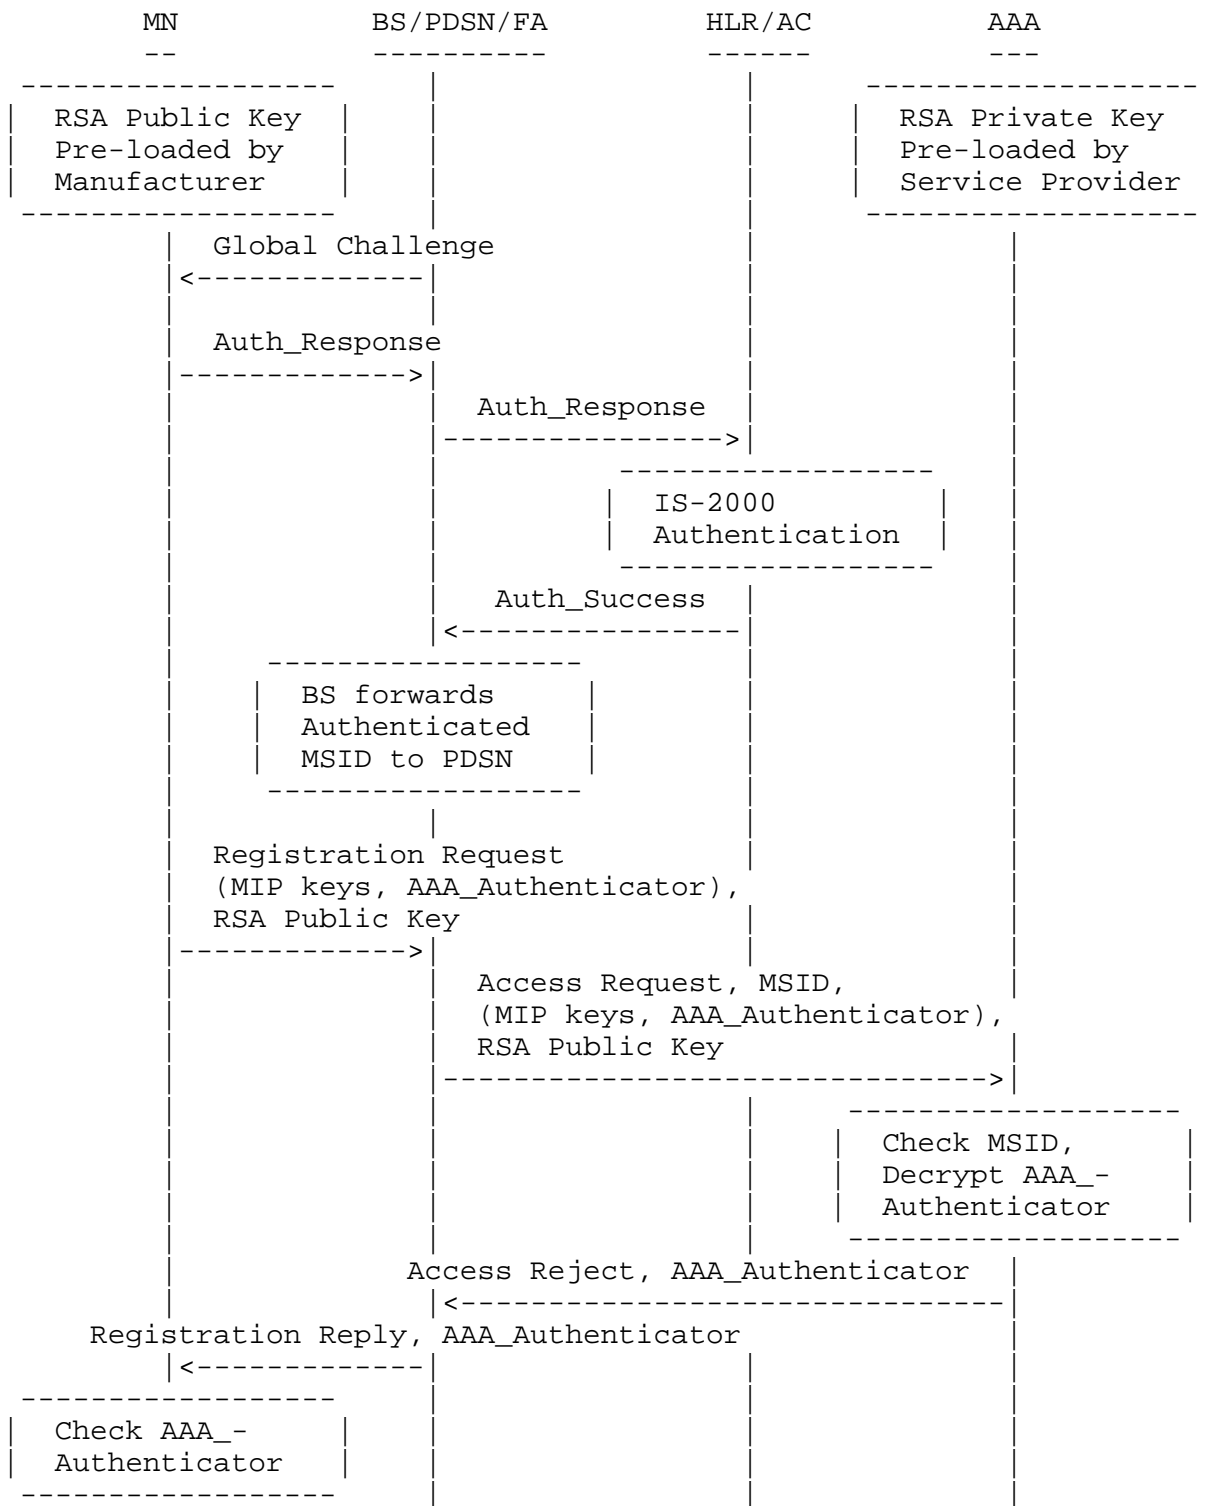 MN BS/PDSN/FA HLR/AC AAA
-- ---------- ------ ---
RSA Public Key RSA Private Key
Pre-loaded by Pre-loaded by
Manufacturer Service Provider
Global Challenge
Auth_Response
Auth_Response
IS-2000
Authentication
Auth_Success
BS forwards
Authenticated
MSID to PDSN
Registration Request
(MIP keys, AAA_Authenticator),
RSA Public Key
Access Request, MSID,
(MIP keys, AAA_Authenticator),
RSA Public Key
Check MSID,
Decrypt AAA_-
Authenticator
Access Reject, AAA_Authenticator
Registration Reply, AAA_Authenticator
Check AAA_-
Authenticator